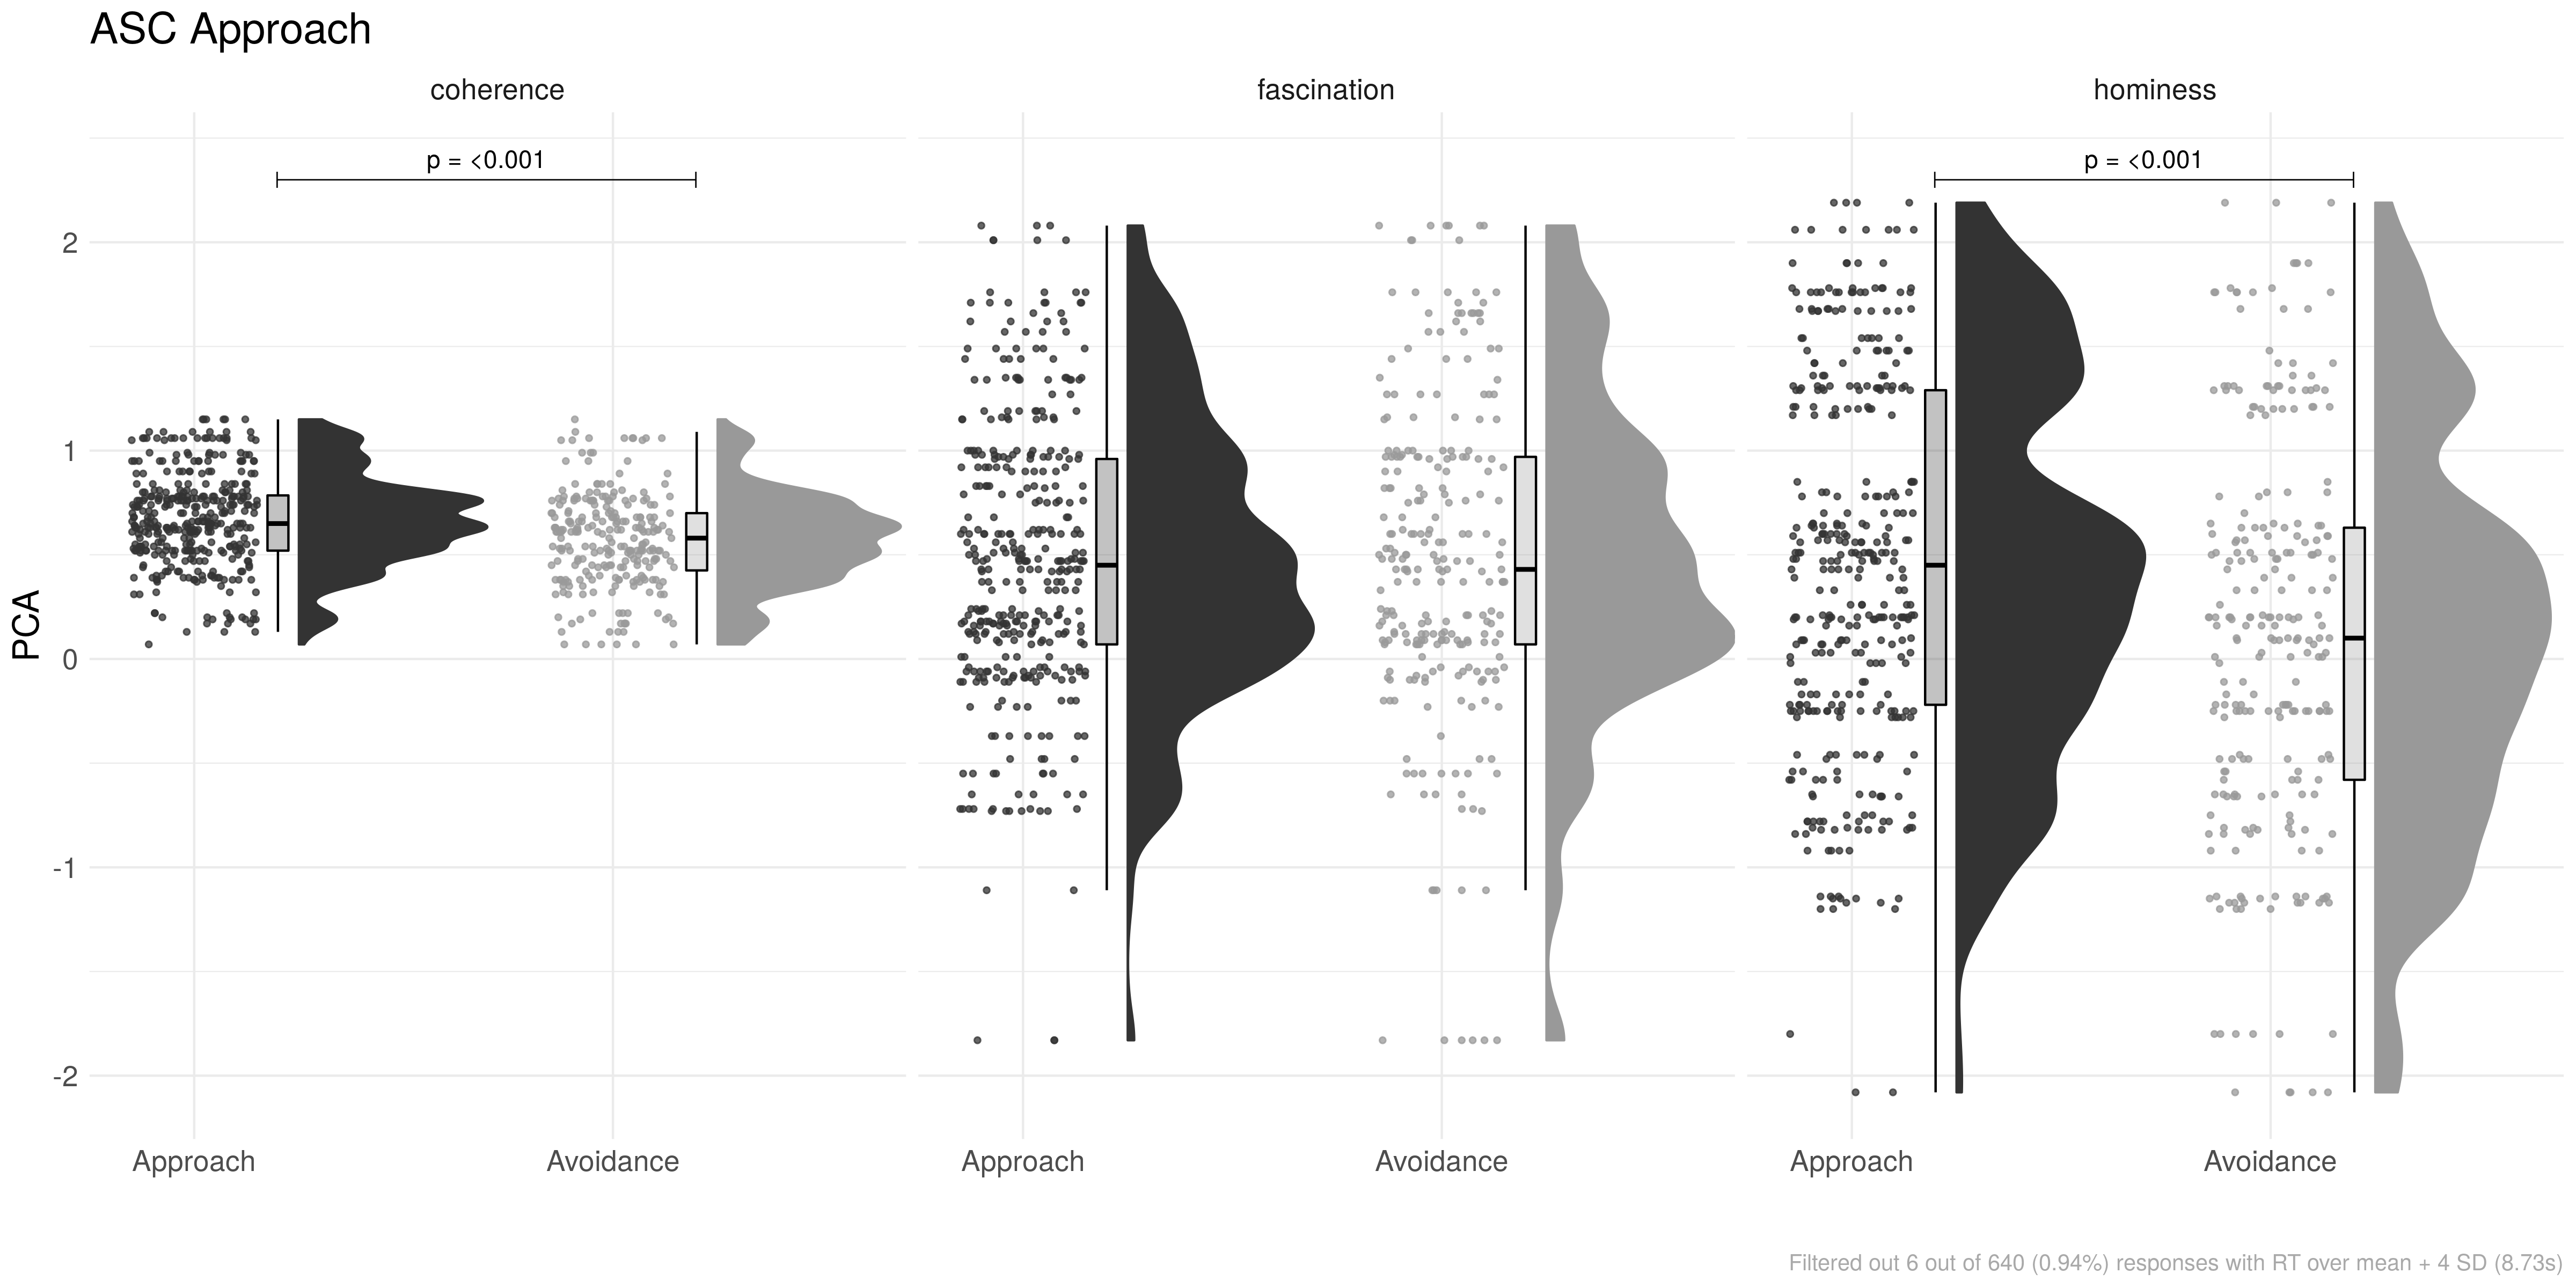 ASC Approach
coherence
fascination
hominess
p = <0.001
p = <0.001
2
1
0
-1
-2
PCA
Approach
Avoidance
Approach
Avoidance
Approach
Avoidance
Filtered out 6 out of 640 (0.94%) responses with RT over mean + 4 SD (8.73s)